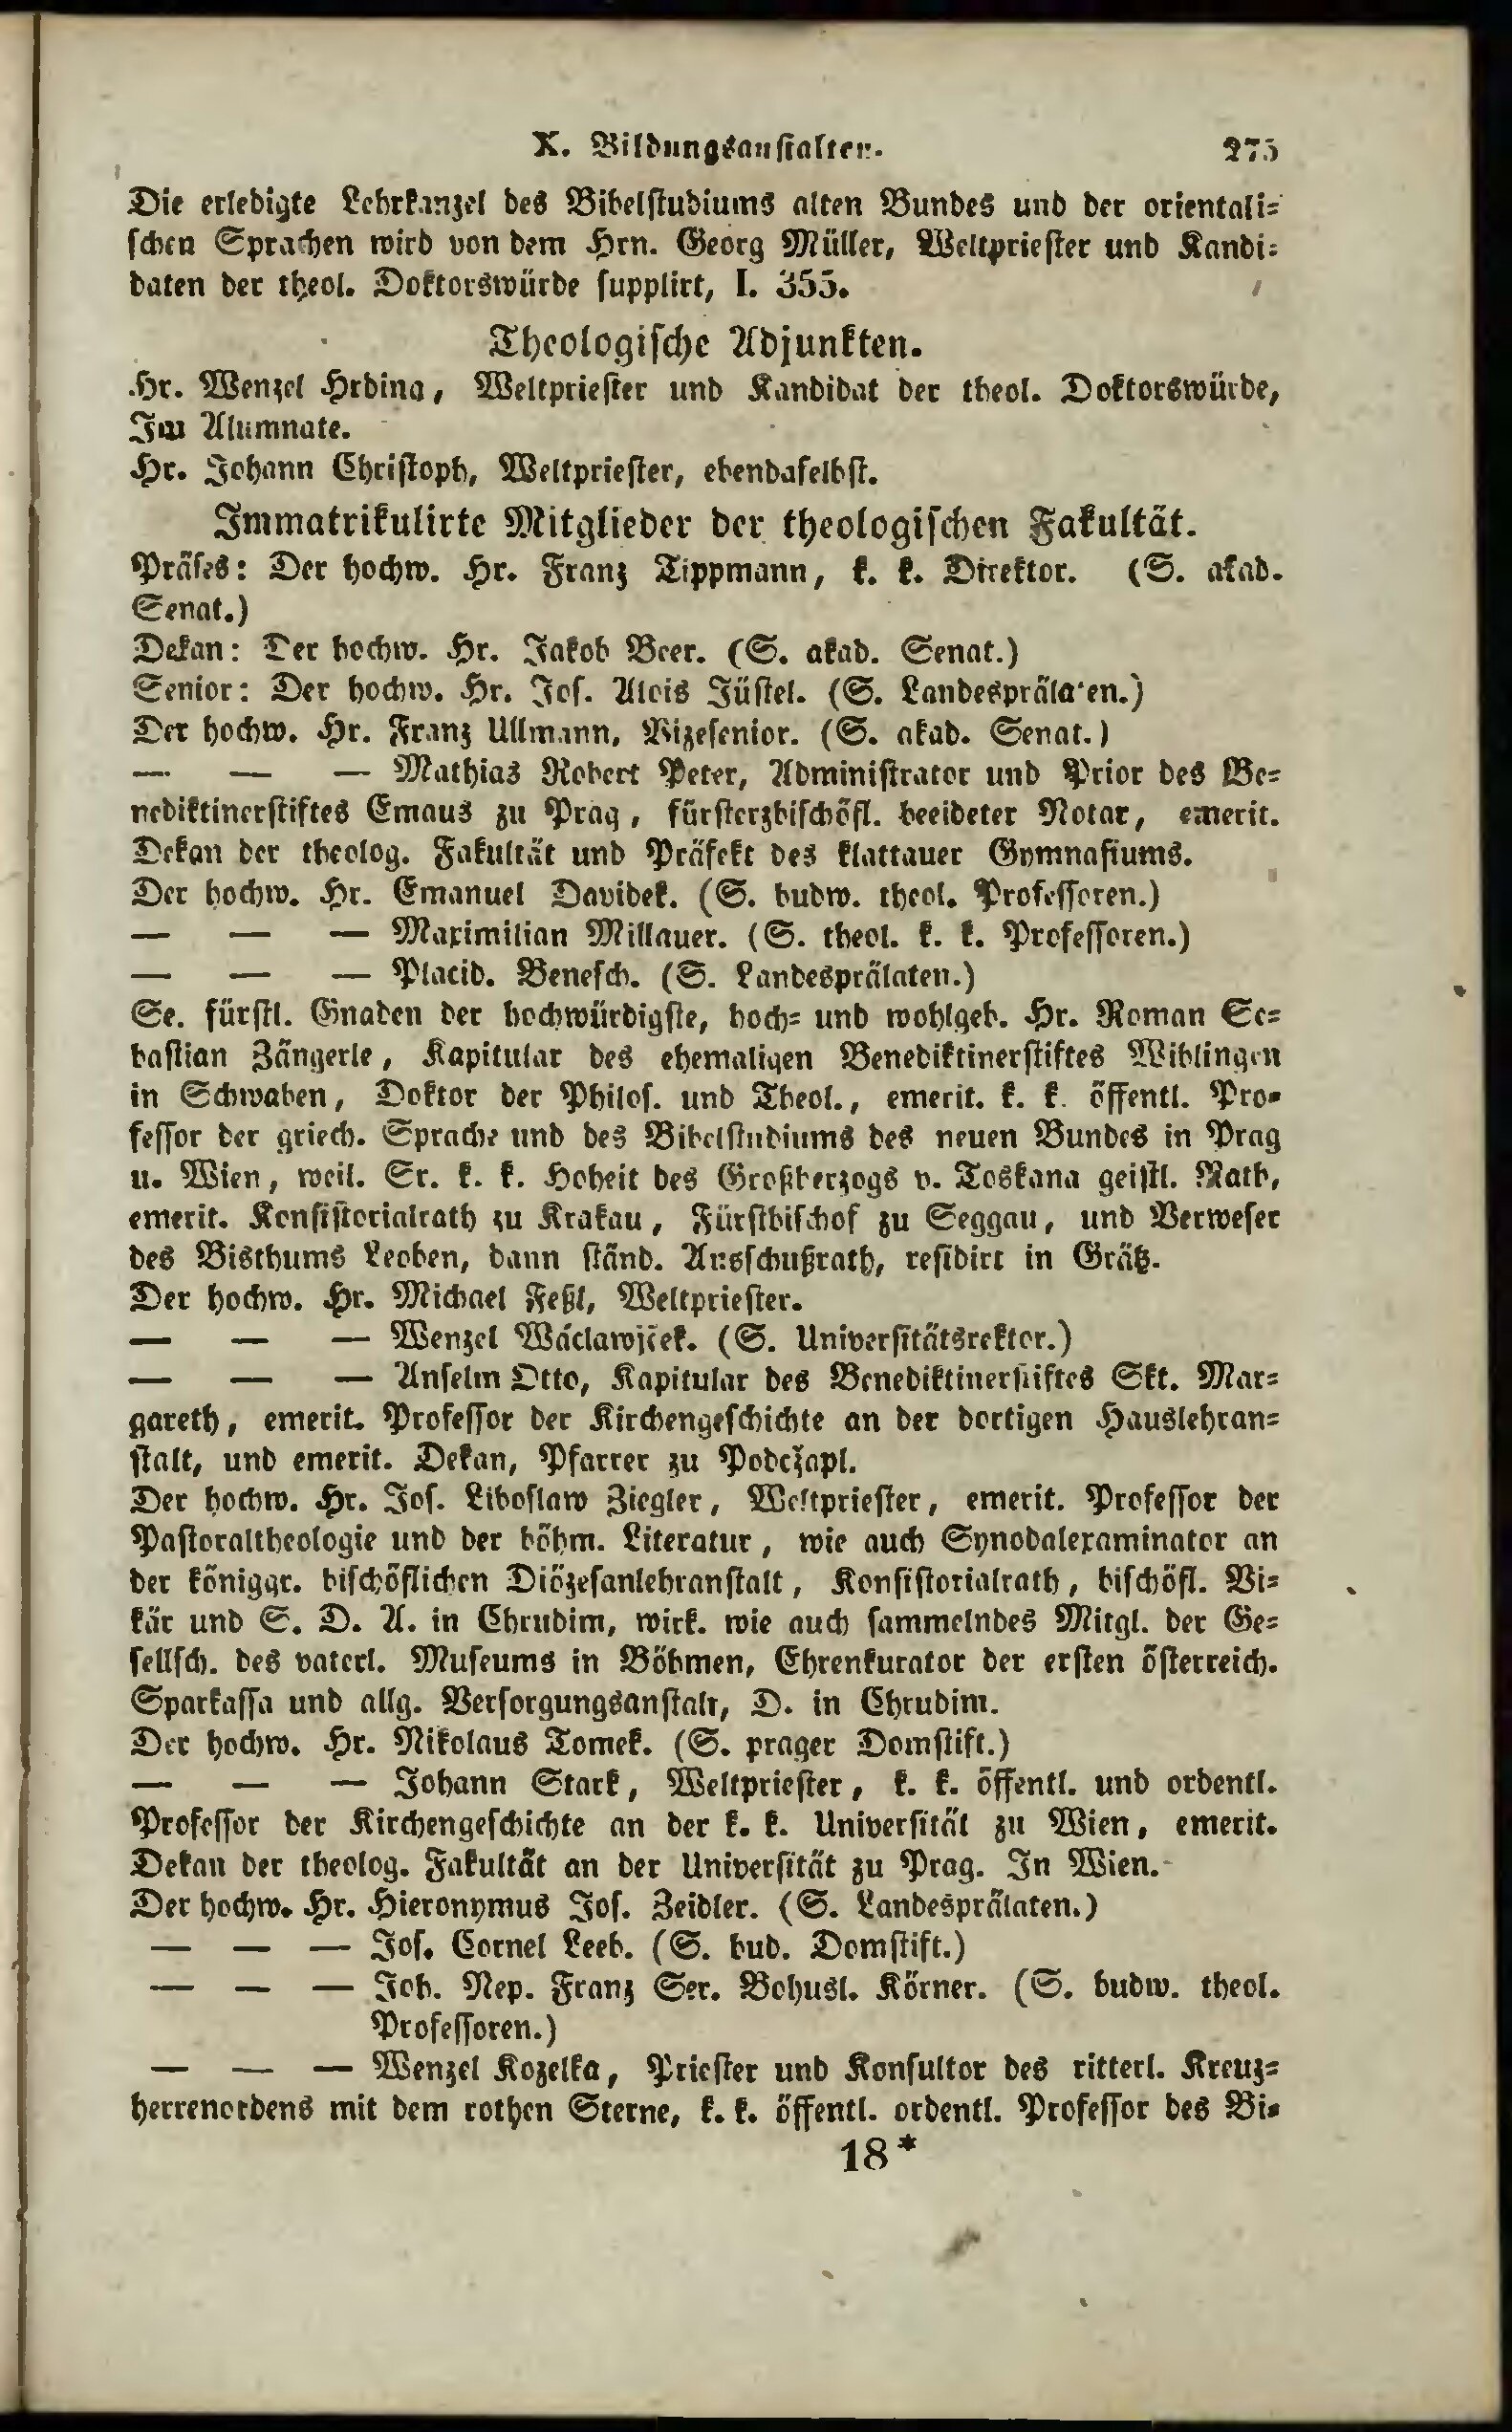 X. Bildungsanstalten. 275
Die erledigte Lehrkanzel des Bibelstudiums alten Bundes und der orientali=
schen Sprachen wird von dem Hrn. Georg Müller, Weltpriester und Kandi=
daten der theol. Doktorswürde supplirt, I. 355.
Theologische Adjunkten.
Hr. Wenzel Hrdina, Weltpriester und Kandidat der theol. Doktorswürde,
Im Alumnate.
Hr. Johann Christoph, Weltpriester, ebendaselbst.
Immatrikulirte Mitglieder der theologischen Fakultät.
Präses: Der hochw. Hr. Franz Tippmann, k. k. Direktor. (S. akad.
Senat.)
Dekan: Der hochw. Hr. Jakob Beer. (S. akad. Senat.)
Senior: Der hochw. Hr. Jos. Alois Jüstel. (S. Landesprälaten.)
Der hochw. Hr. Franz Ullmann, Vizesenior. (S. akad. Senat.)
— — — Mathias Robert Peter, Administrator und Prior des Be=
nediktinerstiftes Emaus zu Prag, fürsterzbischöfl. beeideter Notar, emerit.
Dekan der theolog. Fakultät und Präfekt des klattauer Gymnasiums.
Der hochw. Hr. Emanuel Davidek. (S. budw. theol. Professoren.)
— — — Maximilian Millauer. (S. theol. k. k. Professoren.)
— — — Placid. Benesch. (S. Landesprälaten.)
Se. fürstl. Gnaden der hochwürdigste, hoch= und wohlgeb. Hr. Roman Se=
bastian Zängerle, Kapitular des ehemaligen Benediktinerstiftes Wiblingen
in Schwaben, Doktor der Philos. und Theol., emerit. k. k. öffentl. Pro=
fessor der griech. Sprache und des Bibelstudiums des neuen Bundes in Prag
u. Wien, weil. Sr. k. k. Hoheit des Großherzogs v. Toskana geistl. Rath,
emerit. Konsistorialrath zu Krakau, Fürstbischof zu Seggau, und Verweser
des Bisthums Leoben, dann ständ. Ausschußrath, residirt in Grätz.
Der hochw. Hr. Michael Feßl, Weltpriester.
— — — Wenzel Wáclawjček. (S. Universitätsrektor.)
— — — Anselm Otto, Kapitular des Benediktinerstiftes Skt. Mar=
gareth, emerit. Professor der Kirchengeschichte an der dortigen Hauslehran=
stalt, und emerit. Dekan, Pfarrer zu Podczapl.
Der hochw. Hr. Jos. Liboslaw Ziegler, Weltpriester, emerit. Professor der
Pastoraltheologie und der böhm. Literatur, wie auch Synodalexaminator an
der königgr. bischöflichen Diözesanlehranstalt, Konsistorialrath, bischöfl. Vi=
kär und S. D. A. in Chrudim, wirk. wie auch sammelndes Mitgl. der Ge=
sellsch. des vaterl. Museums in Böhmen, Ehrenkurator der ersten österreich.
Sparkassa und allg. Versorgungsanstalt, D. in Chrudim.
Der hochw. Hr. Nikolaus Tomek. (S. prager Domstift.)
— — — Johann Stark, Weltpriester, k. k. öffentl. und ordentl.
Professor der Kirchengeschichte an der k. k. Universität zu Wien, emerit.
Dekan der theolog. Fakultät an der Universität zu Prag. In Wien.
Der hochw. Hr. Hieronymus Jos. Zeidler. (S. Landesprälaten.)
— — — Jos. Cornel Leeb. (S. bud. Domstift.)
— — — Joh. Nep. Franz Ser. Bohusl. Körner. (S. budw. theol.
Professoren.)
— — — Wenzel Kozelka, Priester und Konsultor des ritterl. Kreuz=
herrenordens mit dem rothen Sterne, k. k. öffentl. ordentl. Professor des Bi=
18*